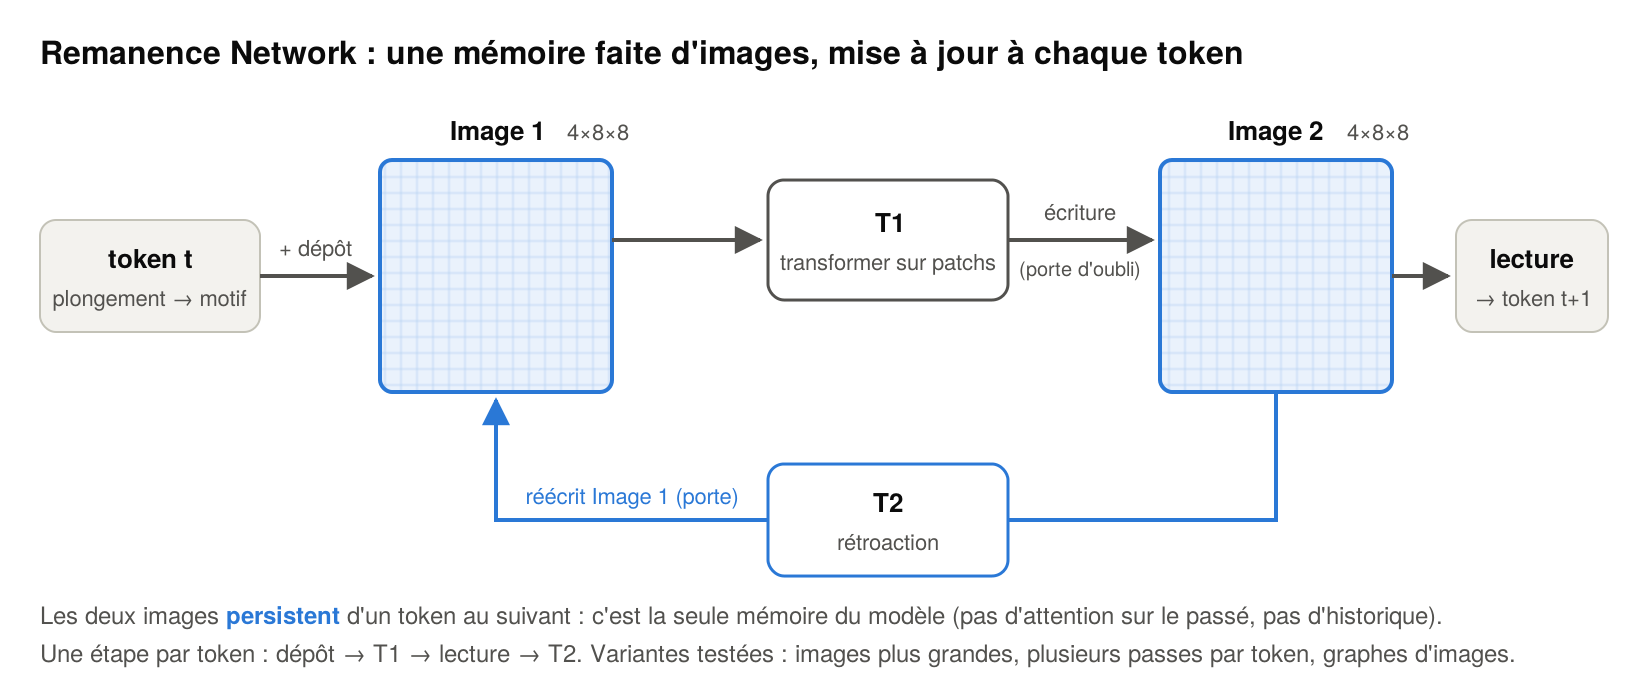 Remanence Network : une mémoire faite d'images, mise à jour à chaque token
Image 1 4×8×8
Image 2 4×8×8
token t
plongement → motif
+ dépôt
T1
transformer sur patchs
écriture
(porte d'oubli)
lecture
→ token t+1
réécrit Image 1 (porte)
T2
rétroaction
Les deux images persistent d'un token au suivant : c'est la seule mémoire du modèle (pas d'attention sur le passé, pas d'historique).
Une étape par token : dépôt → T1 → lecture → T2. Variantes testées : images plus grandes, plusieurs passes par token, graphes d'images.